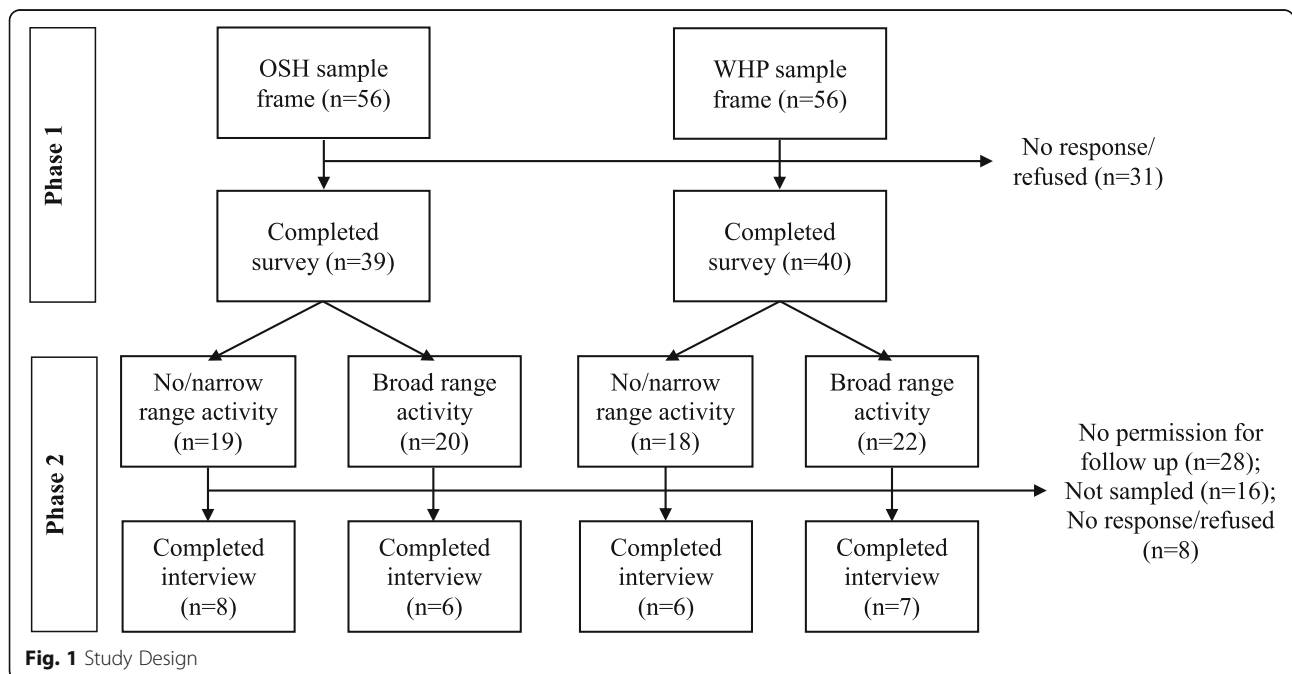 Phase 1
OSH sample
frame (n=56)
WHP sample
frame (n=56)
No response/
refused (n=31)
Completed
survey (n=39)
Completed
survey (n=40)
Phase 2
No/narrow
range activity
(n=19)
Broad range
activity
(n=20)
No/narrow
range activity
(n=18)
Broad range
activity
(n=22)
No permission for
follow up (n=28);
Not sampled (n=16);
No response/refused
(n=8)
Completed
interview
(n=8)
Completed
interview
(n=6)
Completed
interview
(n=6)
Completed
interview
(n=7)
Fig. 1 Study Design